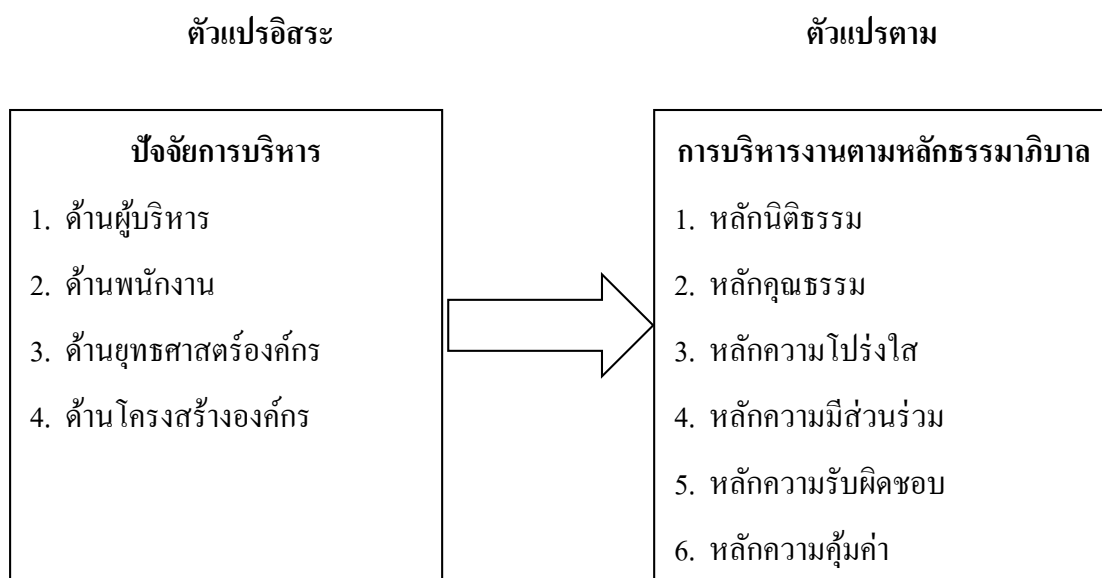 ตัวแปรอิสระ
ตัวแปรตาม
ปัจจัยการบริหาร
1. ด้านผู้บริหาร
2. ด้านพนักงาน
3. ด้านยุทธศาสตร์องค์กร
4. ด้านโครงสร้างองค์กร
การบริหารงานตามหลักธรรมาภิบาล
1. หลักนิติธรรม
2. หลักคุณธรรม
3. หลักความโปร่งใส
4. หลักความมีส่วนร่วม
5. หลักความรับผิดชอบ
6. หลักความคุ้มค่า